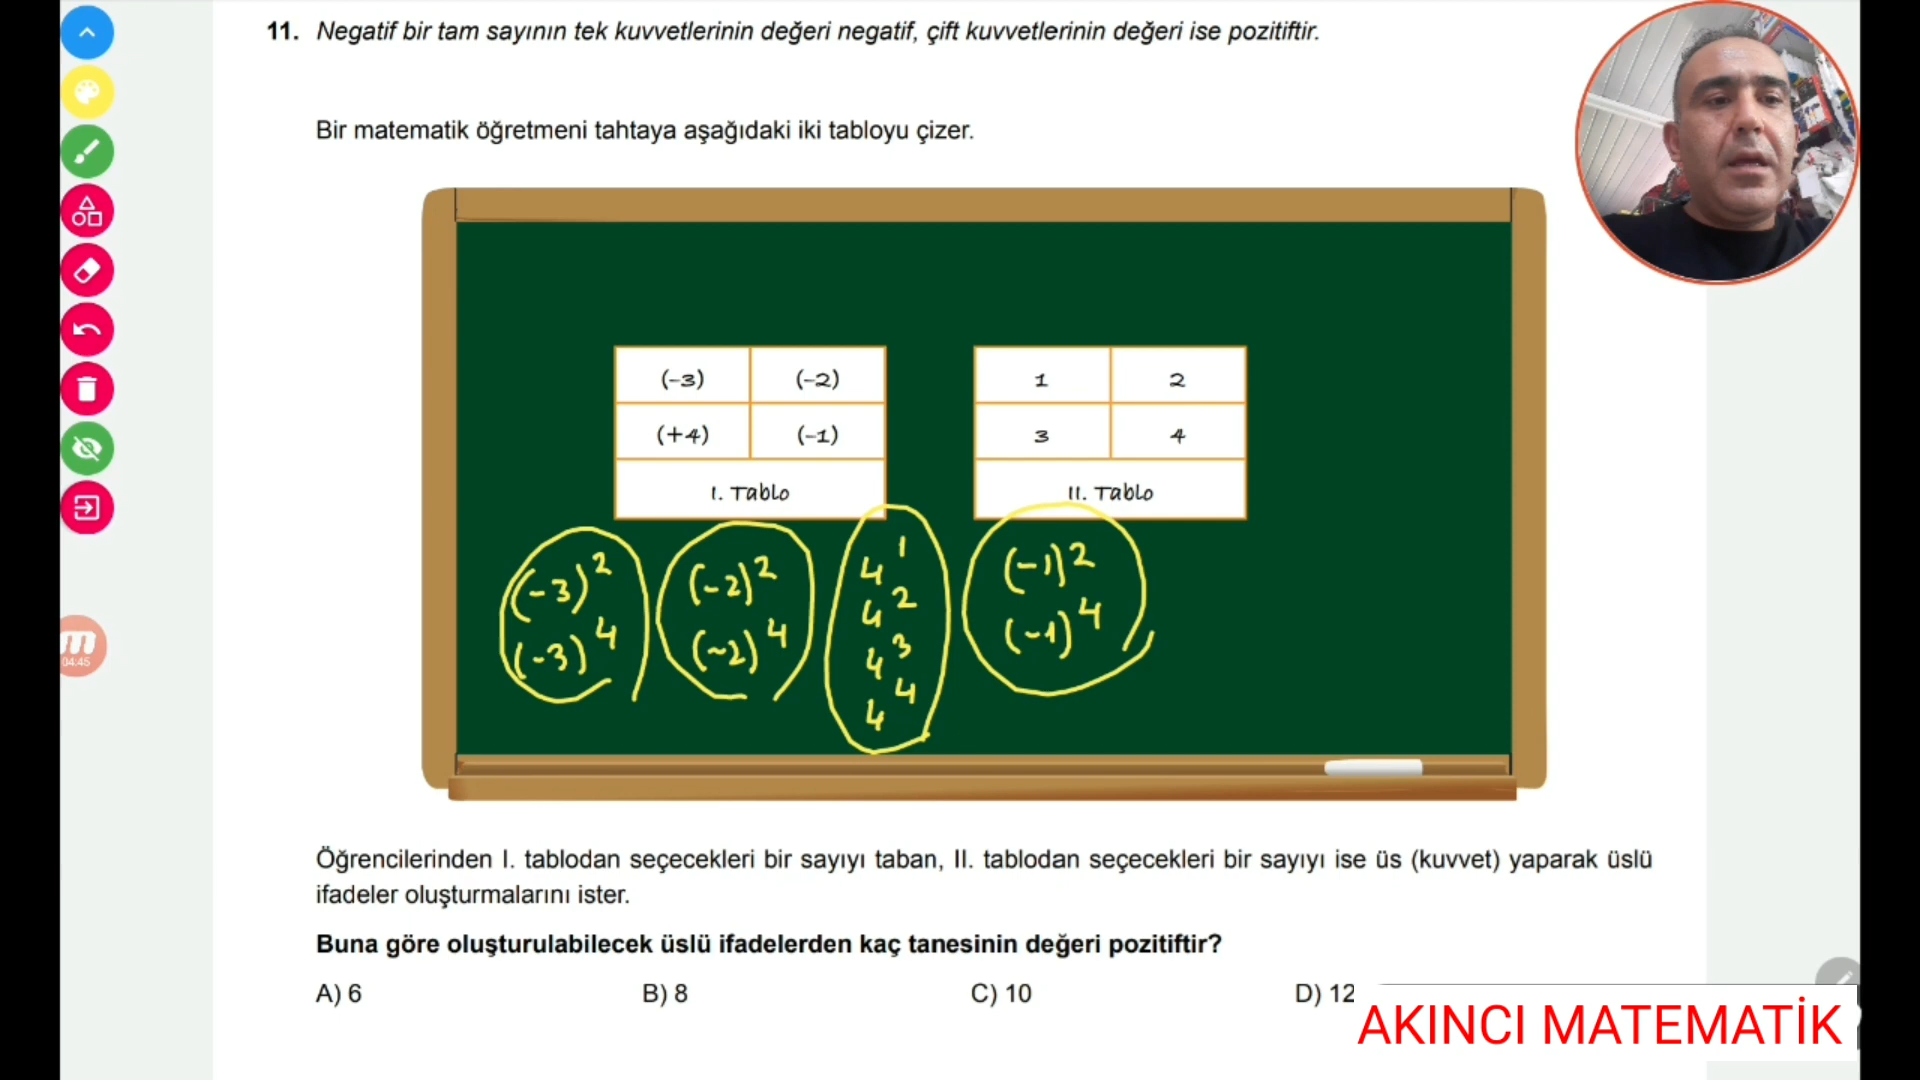 11. Negatif bir tam sayının tek kuvvetlerinin değeri negatif, çift kuvvetlerinin değeri ise pozitiftir.
Bir matematik öğretmeni tahtaya aşağıdaki iki tabloyu çizer.
(-3) (-2)
(+4) (-1)
I. Tablo
1 2
3 4
II. Tablo
(-3)²
(-3)⁴
(-2)²
(-2)⁴
4¹
4²
4³
4⁴
(-1)²
(-1)⁴
04:45
Öğrencilerinden I. tablodan seçecekleri bir sayıyı taban, II. tablodan seçecekleri bir sayıyı ise üs (kuvvet) yaparak üslü
ifadeler oluşturmalarını ister.
Buna göre oluşturulabilecek üslü ifadelerden kaç tanesinin değeri pozitiftir?
A) 6 B) 8 C) 10 D) 12
AKINCI MATEMATİK